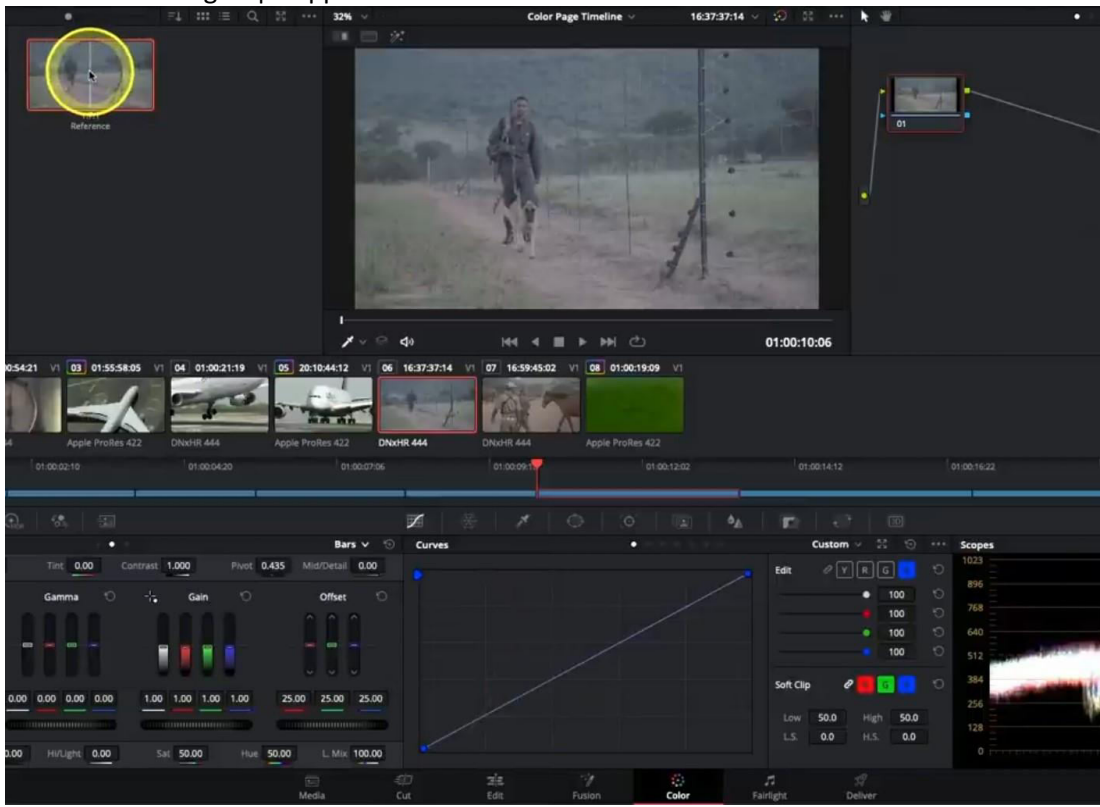 32%
Color Page Timeline
16:37:37:14
Reference
01
01:00:10:06
0:54:21 V1 03 01:55:58:05 V1 04 01:00:21:19 V1 05 20:10:44:12 V1 06 16:37:37:14 V1 07 16:59:45:02 V1 08 01:00:19:09 V1
Apple ProRes 422 DNxHR 444 Apple ProRes 422 DNxHR 444 DNxHR 444 Apple ProRes 422
01:00:02:10 01:00:04:20 01:00:07:06 01:00:12:02 01:00:14:12 01:00:16:22
Bars Curves Custom Scopes
Tint 0.00 Contrast 1.000 Pivot 0.435 Mid/Detail 0.00
Edit Y R G
1023
Gamma Gain Offset
100
896
100
768
100
640
100
512
Soft Clip G
384
0.00 0.00 0.00 0.00 1.00 1.00 1.00 1.00 25.00 25.00 25.00
256
Low 50.0 High 50.0
128
L.S. 0.0 H.S. 0.0
0
0.00 Hi/Light 0.00 Sat 50.00 Hue 50.00 L. Mix 100.00
Media Cut Edit Fusion Color Fairlight Deliver